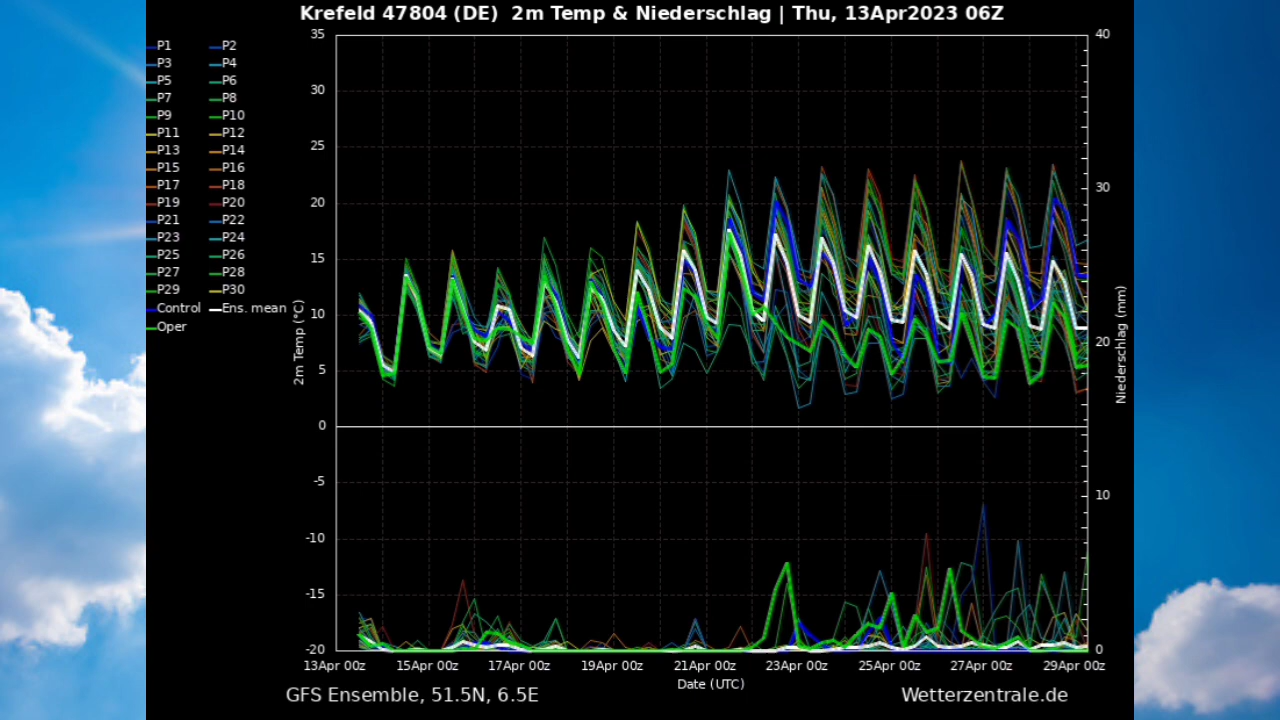 Krefeld 47804 (DE)  2m Temp & Niederschlag | Thu, 13Apr2023 06Z
P1 P2
P3 P4
P5 P6
P7 P8
P9 P10
P11 P12
P13 P14
P15 P16
P17 P18
P19 P20
P21 P22
P23 P24
P25 P26
P27 P28
P29 P30
Control Ens. mean
Oper
2m Temp (°C)
35
30
25
20
15
10
5
0
-5
-10
-15
-20
40
30
20
10
0
Niederschlag (mm)
13Apr 00z 15Apr 00z 17Apr 00z 19Apr 00z 21Apr 00z 23Apr 00z 25Apr 00z 27Apr 00z 29Apr 00z
Date (UTC)
GFS Ensemble, 51.5N, 6.5E Wetterzentrale.de